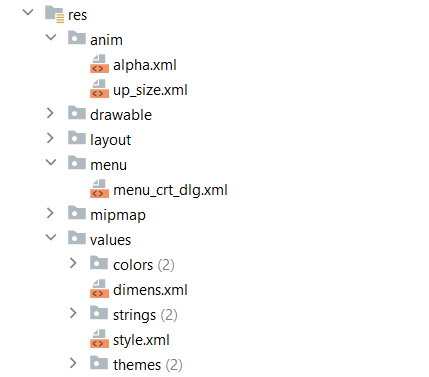 res
anim
alpha.xml
up_size.xml
drawable
layout
menu
menu_crt_dlg.xml
mipmap
values
colors (2)
dimens.xml
strings (2)
style.xml
themes (2)